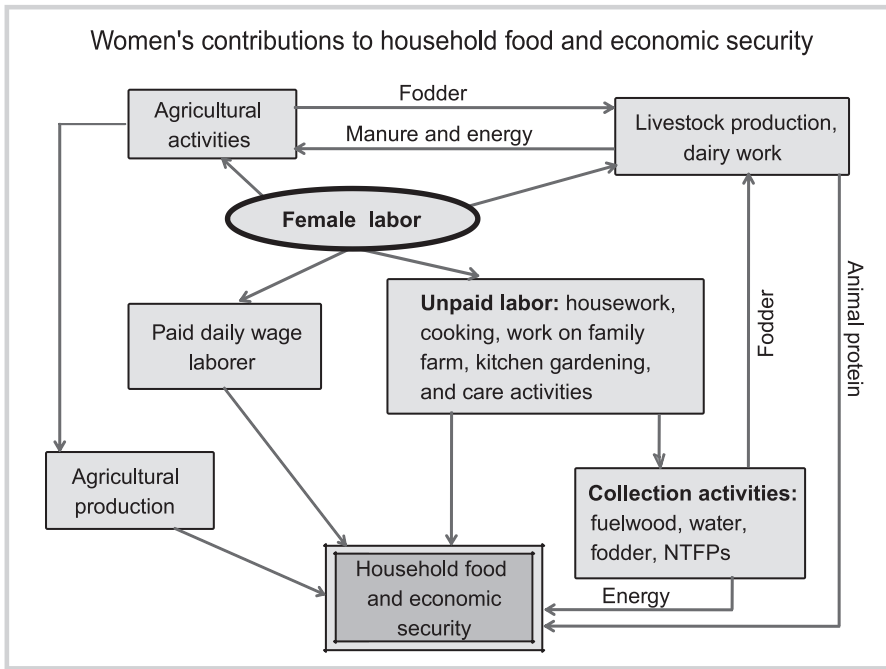 Women's contributions to household food and economic security
Fodder
Agricultural
activities
Manure and energy
Livestock production,
dairy work
Female labor
Paid daily wage
laborer
Unpaid labor: housework,
cooking, work on family
farm, kitchen gardening,
and care activities
Fodder
Animal protein
Agricultural
production
Collection activities:
fuelwood, water,
fodder, NTFPs
Household food
and economic
security
Energy